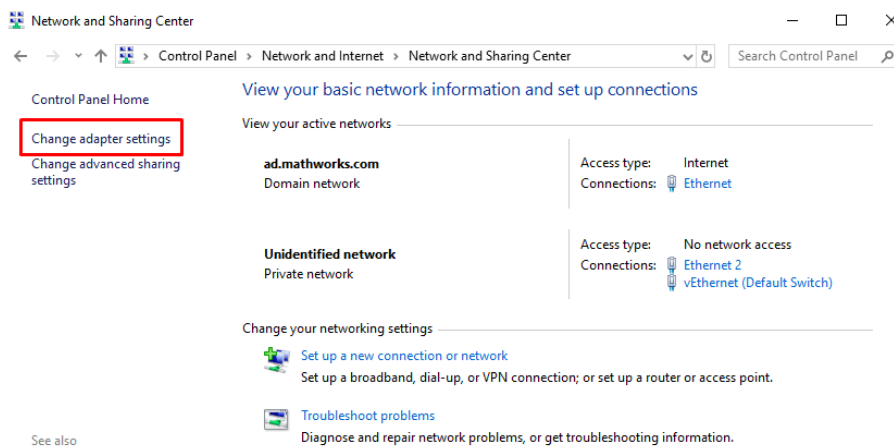 Network and Sharing Center
Control Panel > Network and Internet > Network and Sharing Center
Search Control Panel
Control Panel Home
Change adapter settings
Change advanced sharing
settings
View your basic network information and set up connections
View your active networks
ad.mathworks.com
Domain network
Access type: Internet
Connections: Ethernet
Unidentified network
Private network
Access type: No network access
Connections: Ethernet 2
vEthernet (Default Switch)
Change your networking settings
Set up a new connection or network
Set up a broadband, dial-up, or VPN connection; or set up a router or access point.
Troubleshoot problems
Diagnose and repair network problems, or get troubleshooting information.
See also